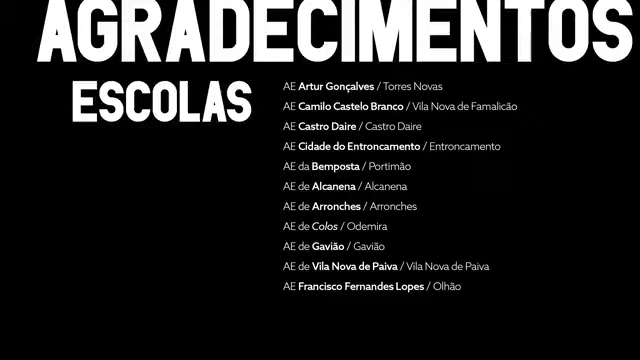 AGRADECIMENTOS
ESCOLAS
AE Artur Gonçalves / Torres Novas
AE Camilo Castelo Branco / Vila Nova de Famalicão
AE Castro Daire / Castro Daire
AE Cidade do Entroncamento / Entroncamento
AE da Bemposta / Portimão
AE de Alcanena / Alcanena
AE de Arronches / Arronches
AE de Colos / Odemira
AE de Gavião / Gavião
AE de Vila Nova de Paiva / Vila Nova de Paiva
AE Francisco Fernandes Lopes / Olhão